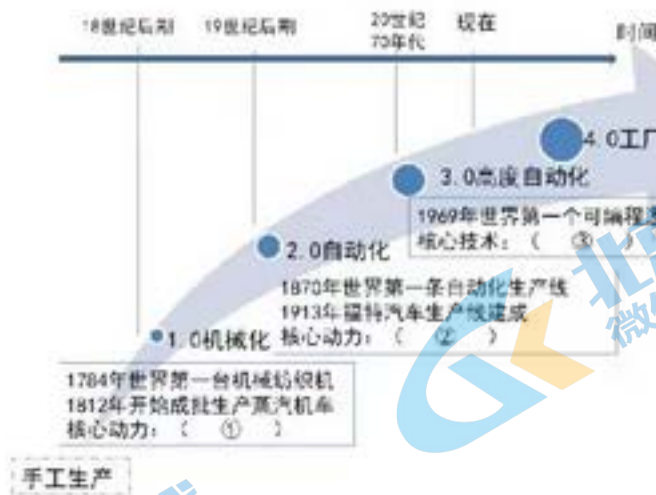 18世纪后期
19世纪后期
20世纪
70年代
现在
时间
4.0工厂
3.0高度自动化
1969年世界第一个可编程
核心技术：（ ③ ）
2.0自动化
1870年世界第一条自动化生产线
1913年福特汽车生产线建成
核心动力：（ ② ）
1.0机械化
1784年世界第一台机械纺织机
1812年开始成批生产蒸汽机车
核心动力：（ ① ）
手工生产
北
微